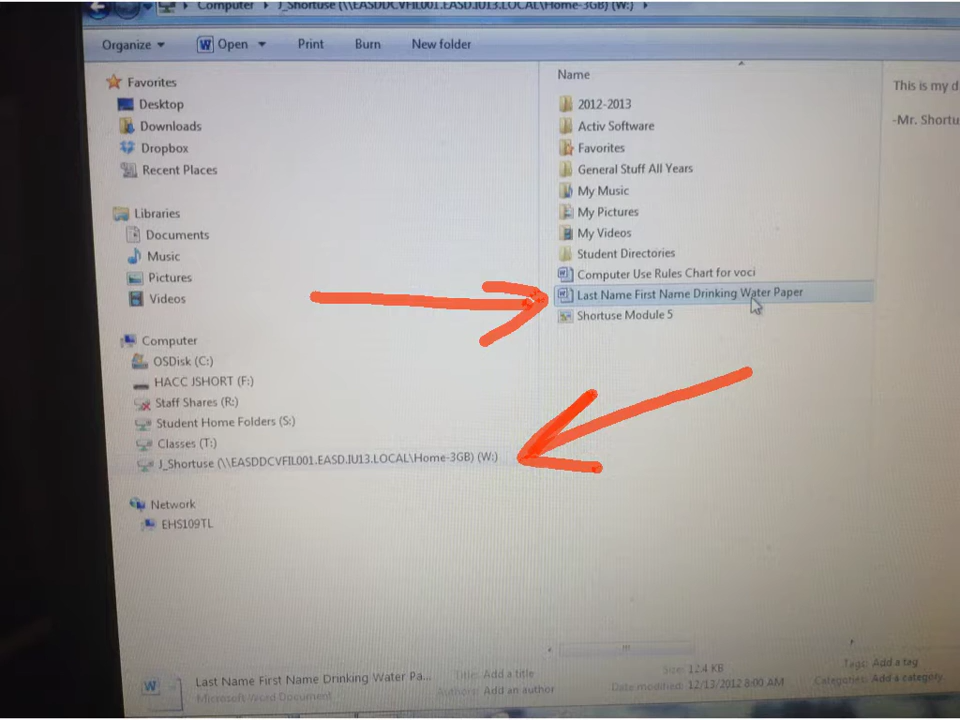 Computer J_Shortuse (\\EASDDCVFIL001.EASD.IU13.LOCAL\Home-3GB) (W:)
Organize Open Print Burn New folder
Favorites
Desktop
Downloads
Dropbox
Recent Places
Libraries
Documents
Music
Pictures
Videos
Computer
OSDisk (C:)
HACC JSHORT (F:)
Staff Shares (R:)
Student Home Folders (S:)
Classes (T:)
J_Shortuse (\\EASDDCVFIL001.EASD.IU13.LOCAL\Home-3GB) (W:)
Network
EHS109TL
Name
2012-2013
Activ Software
Favorites
General Stuff All Years
My Music
My Pictures
My Videos
Student Directories
Computer Use Rules Chart for voci
Last Name First Name Drinking Water Paper
Shortuse Module 5
This is my d
-Mr. Shortu
Last Name First Name Drinking Water Pa...
Microsoft Word Document
Title: Add a title
Authors: Add an author
Size: 12.4 KB
Date modified: 12/13/2012 8:00 AM
Tags: Add a tag
Categories: Add a category